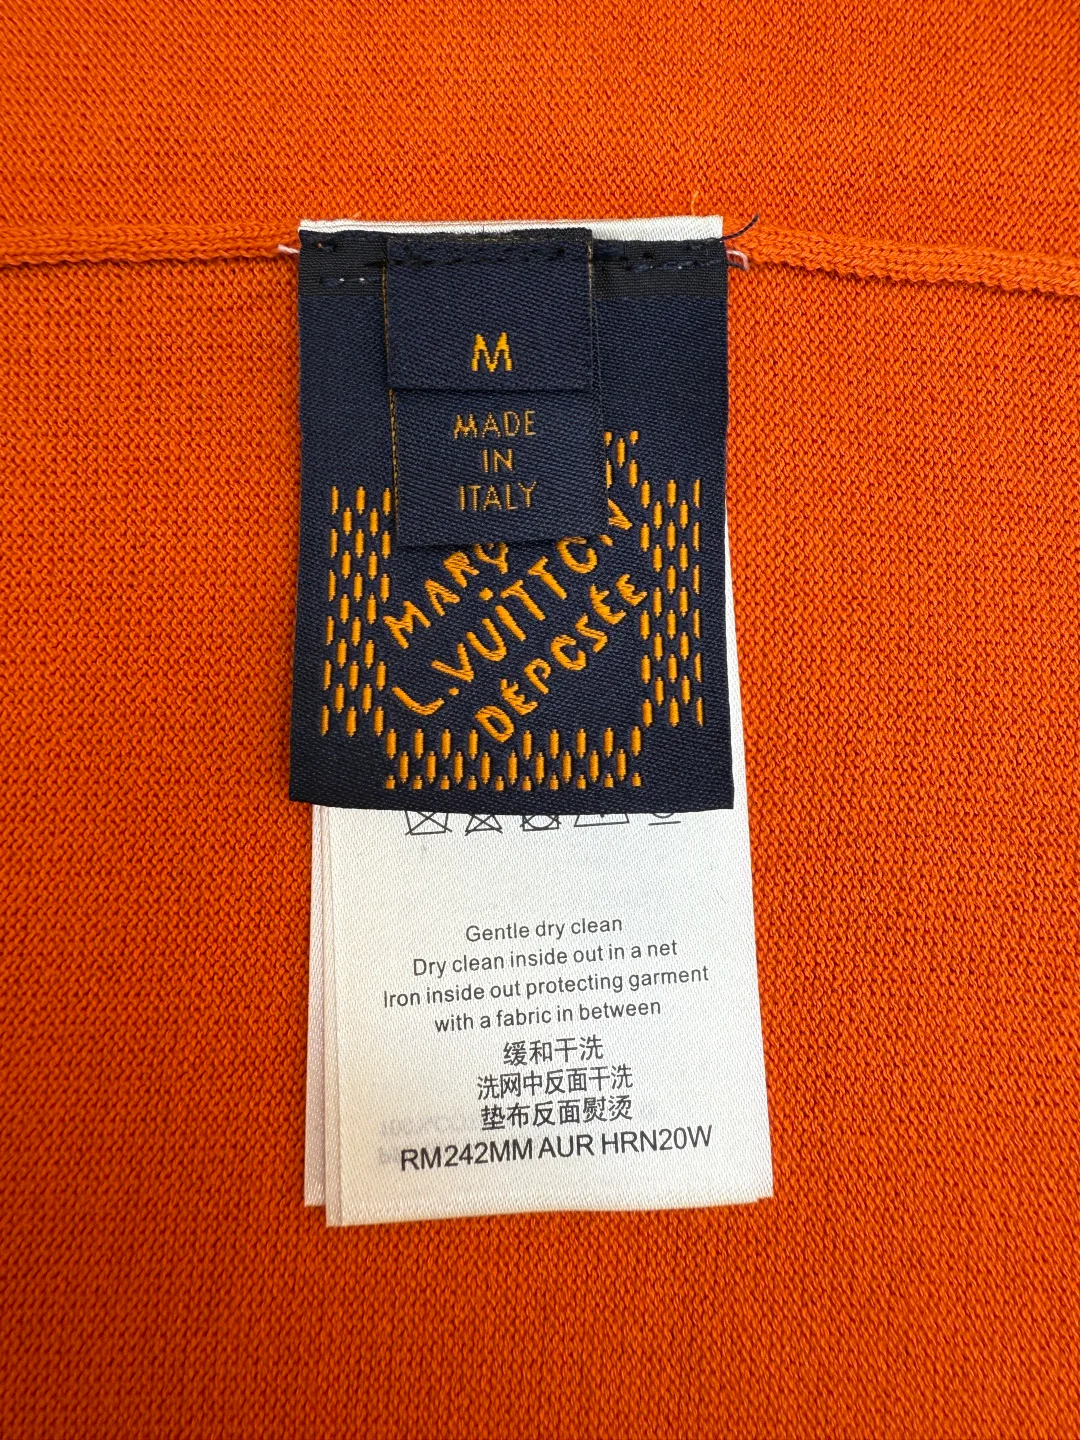 M
MADE
IN
ITALY
MARQ
L.VUITTON
DÉPOSÉE
Gentle dry clean
Dry clean inside out in a net
Iron inside out protecting garment
with a fabric in between
缓和干洗
洗网中反面干洗
垫布反面熨烫
RM242MM AUR HRN20W